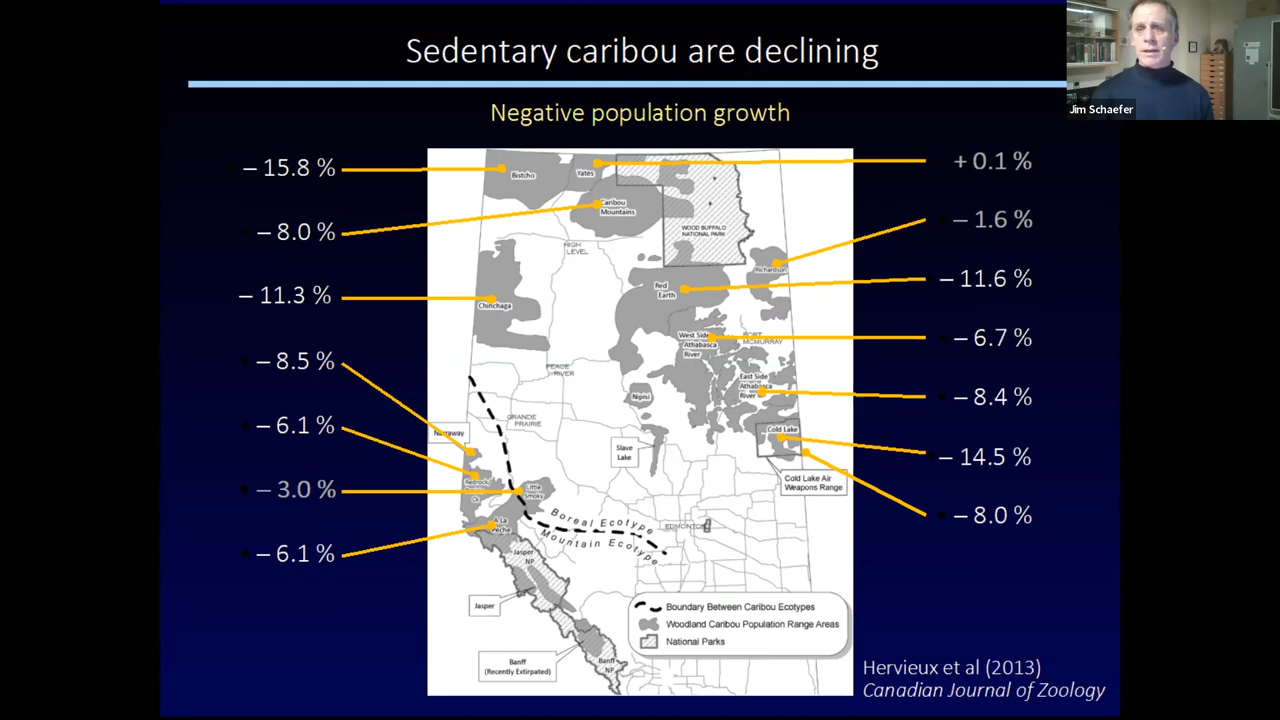 Sedentary caribou are declining
Jim Schaefer
Negative population growth
– 15.8 %
– 8.0 %
– 11.3 %
– 8.5 %
– 6.1 %
– 3.0 %
– 6.1 %
+ 0.1 %
– 1.6 %
– 11.6 %
– 6.7 %
– 8.4 %
– 14.5 %
– 8.0 %
Bistcho
Yates
Caribou
Mountains
WOOD BUFFALO
NATIONAL PARK
HIGH
LEVEL
Richardson
Red
Earth
Chinchaga
West Side
Athabasca
River
FORT
MCMURRAY
PEACE
RIVER
East Side
Athabasca
River
Nipisi
GRANDE
PRAIRIE
Narraway
Cold Lake
Slave
Lake
Cold Lake Air
Weapons Range
Little
Smoky
A La
Peche
Boreal Ecotype
Mountain Ecotype
EDMONTON
Jasper
NP
Jasper
Banff
(Recently Extirpated)
Banff
NP
Boundary Between Caribou Ecotypes
Woodland Caribou Population Range Areas
National Parks
Hervieux et al (2013)
Canadian Journal of Zoology